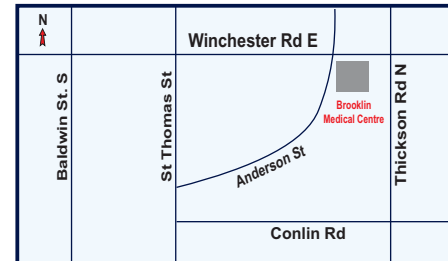 N
Winchester Rd E
Baldwin St. S
St Thomas St
Brooklin
Medical Centre
Thickson Rd N
Anderson St
Conlin Rd